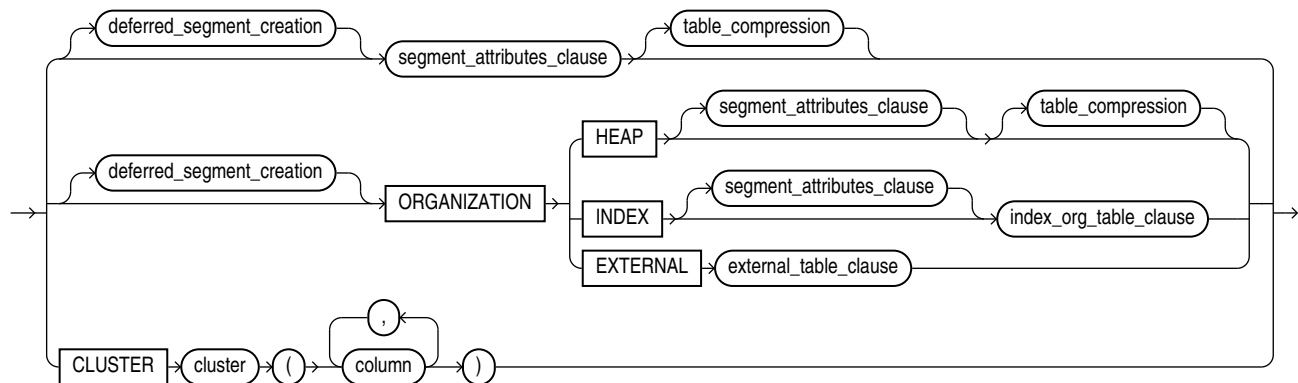 deferred_segment_creation table_compression
segment_attributes_clause
segment_attributes_clause table_compression
HEAP
deferred_segment_creation segment_attributes_clause
ORGANIZATION INDEX index_org_table_clause
EXTERNAL external_table_clause
,
CLUSTER cluster ( column )